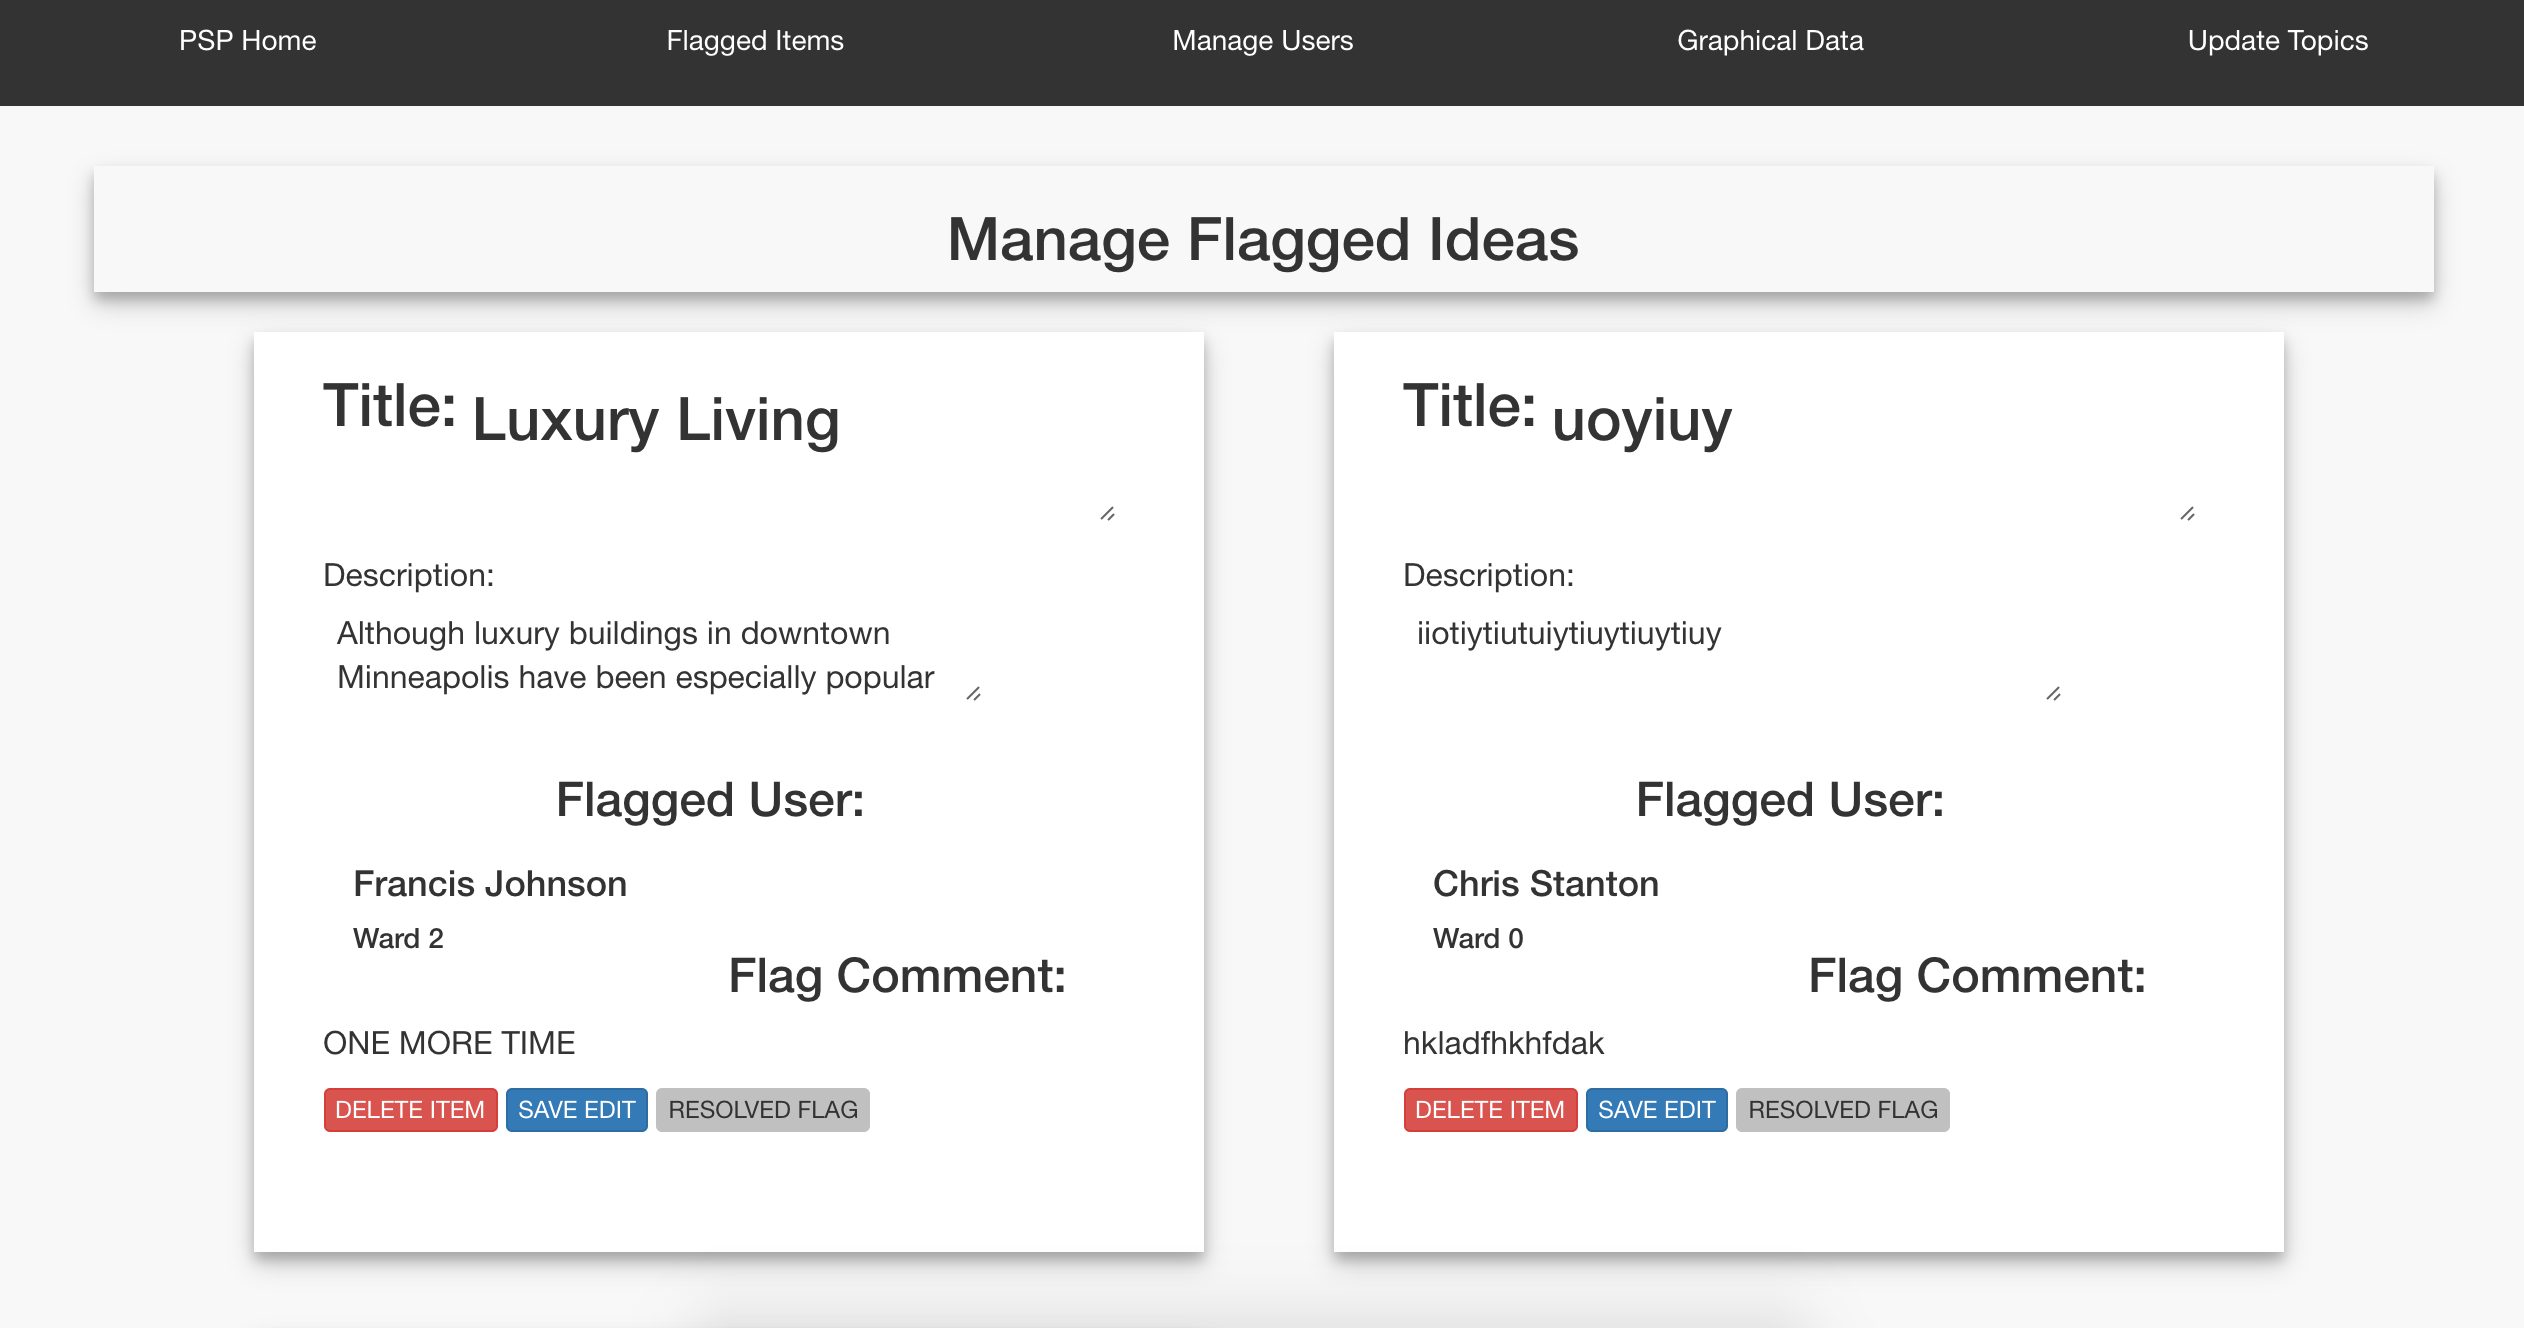 PSP Home
Flagged Items
Manage Users
Graphical Data
Update Topics
Manage Flagged Ideas
Title: Luxury Living
Description:
Although luxury buildings in downtown
Minneapolis have been especially popular
Flagged User:
Francis Johnson
Ward 2
Flag Comment:
ONE MORE TIME
DELETE ITEM
SAVE EDIT
RESOLVED FLAG
Title: uoyiuy
Description:
iiotiytiutuiytiuytiuytiuy
Flagged User:
Chris Stanton
Ward 0
Flag Comment:
hkladfhkhfdak
DELETE ITEM
SAVE EDIT
RESOLVED FLAG